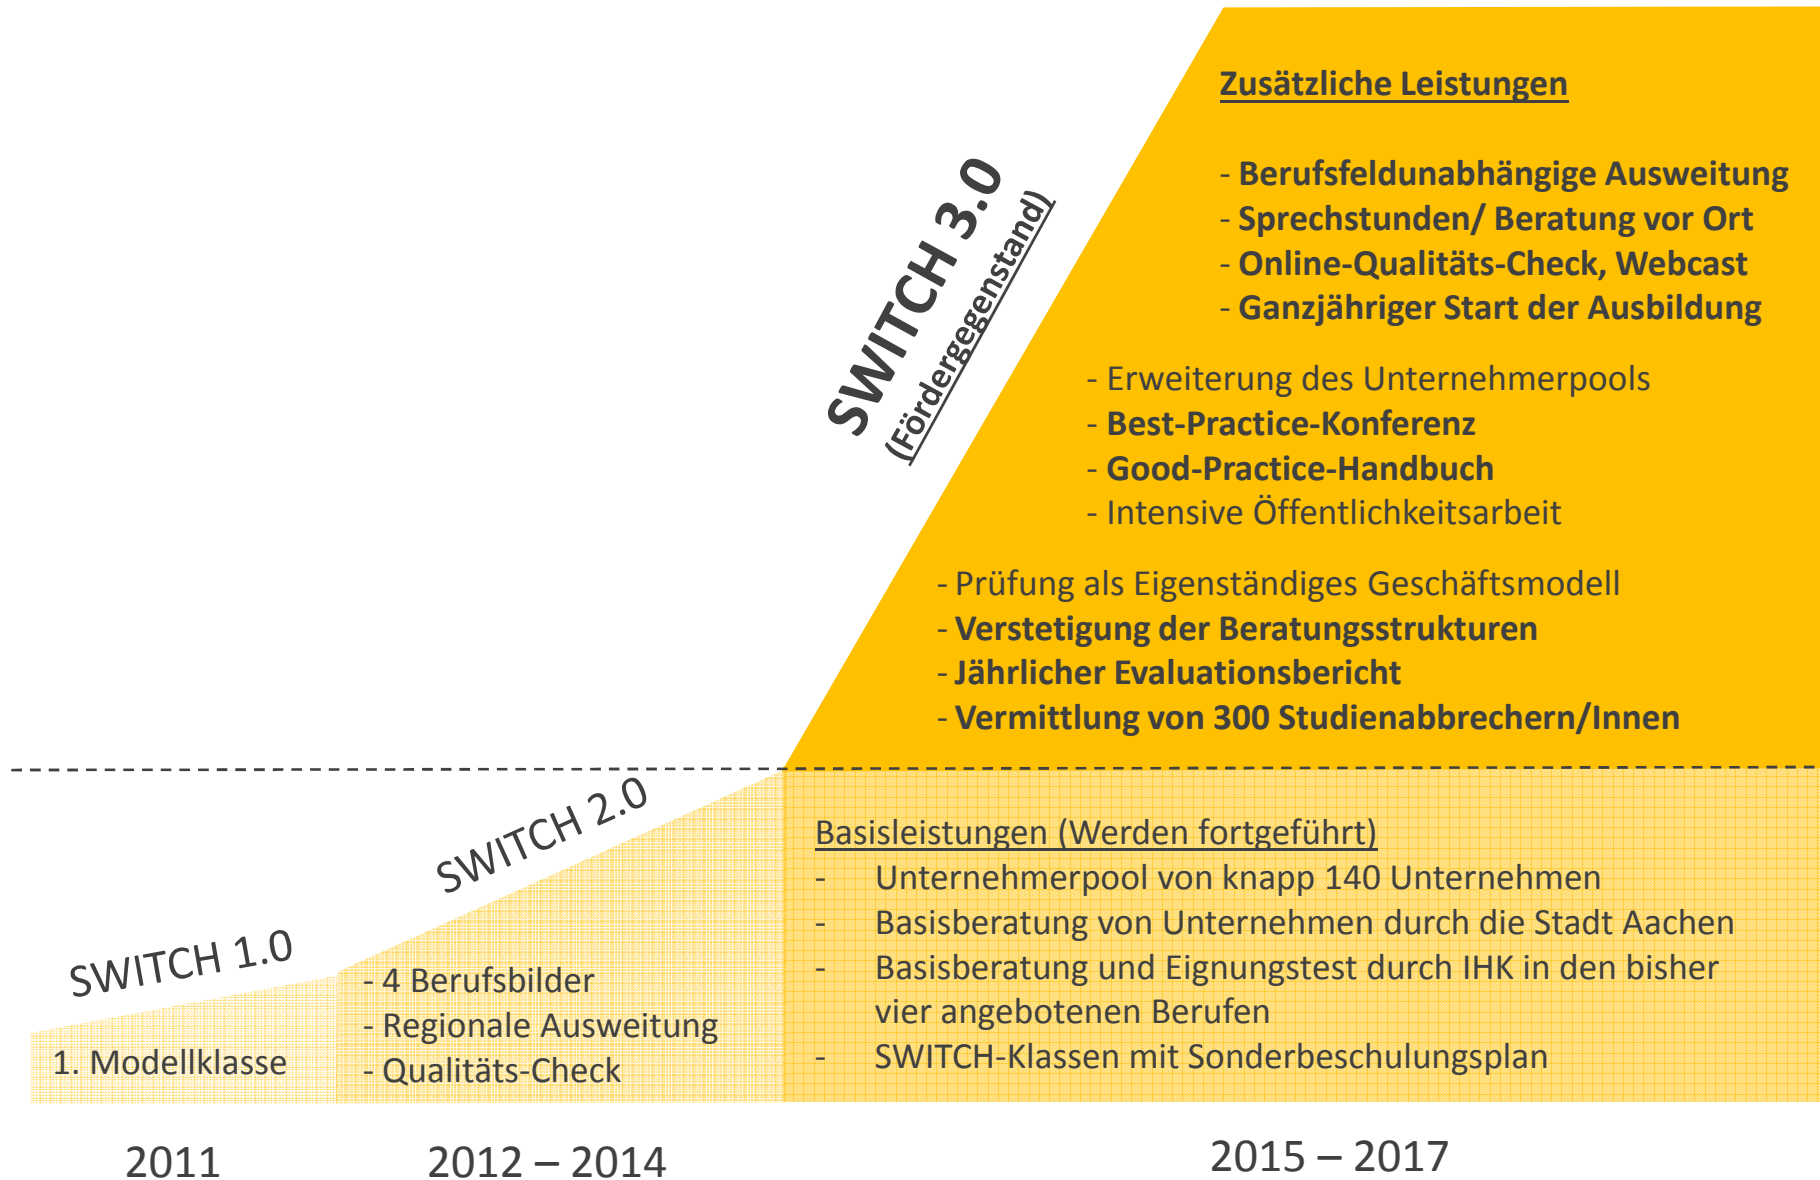 Zusätzliche Leistungen
- Berufsfeldunabhängige Ausweitung
- Sprechstunden/ Beratung vor Ort
- Online-Qualitäts-Check, Webcast
- Ganzjähriger Start der Ausbildung
SWITCH 3.0
(Fördergegenstand)
- Erweiterung des Unternehmerpools
- Best-Practice-Konferenz
- Good-Practice-Handbuch
- Intensive Öffentlichkeitsarbeit
- Prüfung als Eigenständiges Geschäftsmodell
- Verstetigung der Beratungsstrukturen
- Jährlicher Evaluationsbericht
- Vermittlung von 300 Studienabbrechern/Innen
SWITCH 1.0
1. Modellklasse
SWITCH 2.0
- 4 Berufsbilder
- Regionale Ausweitung
- Qualitäts-Check
Basisleistungen (Werden fortgeführt)
- Unternehmerpool von knapp 140 Unternehmen
- Basisberatung von Unternehmen durch die Stadt Aachen
- Basisberatung und Eignungstest durch IHK in den bisher
vier angebotenen Berufen
- SWITCH-Klassen mit Sonderbeschulungsplan
2011
2012 – 2014
2015 – 2017